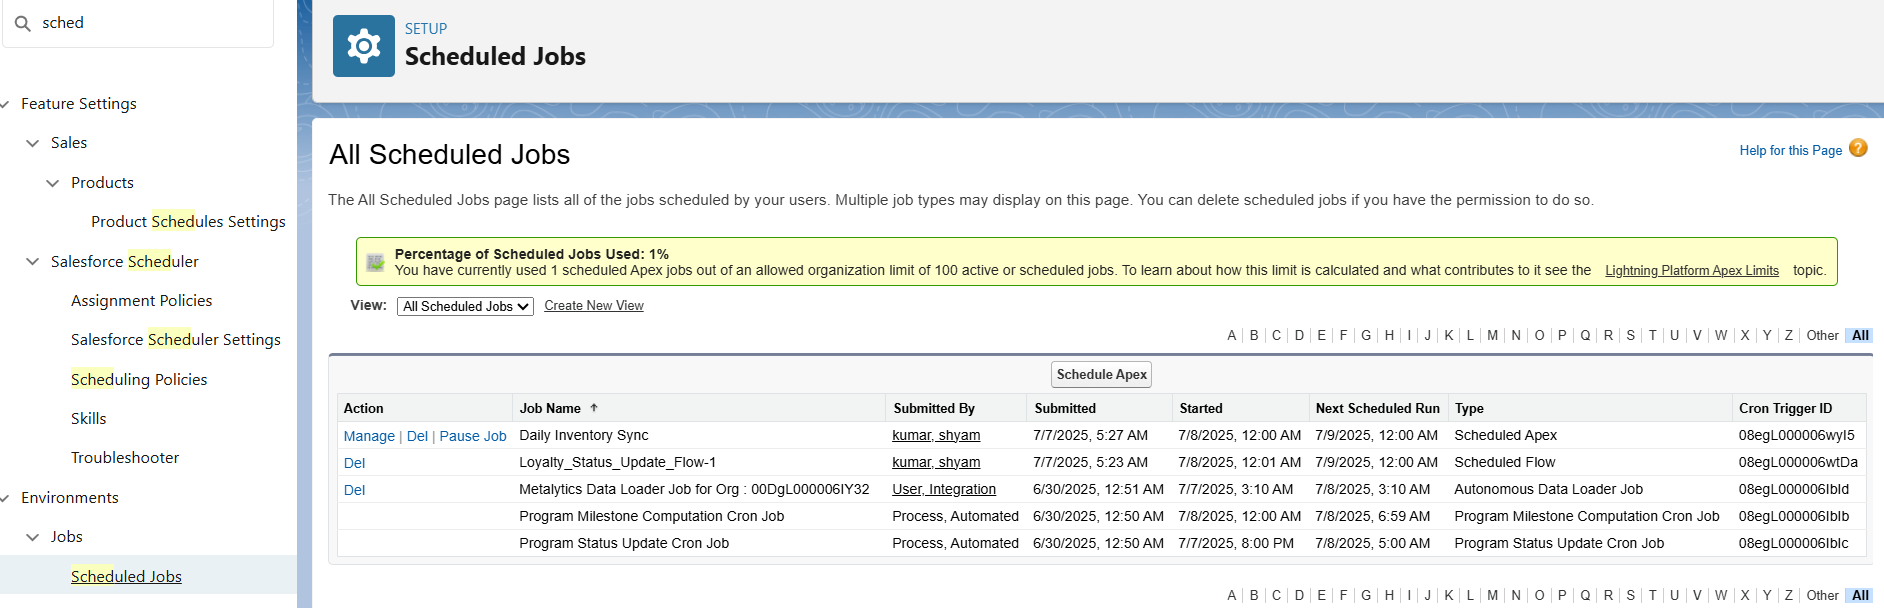 sched
Feature Settings
Sales
Products
Product Schedules Settings
Salesforce Scheduler
Assignment Policies
Salesforce Scheduler Settings
Scheduling Policies
Skills
Troubleshooter
Environments
Jobs
Scheduled Jobs
SETUP
Scheduled Jobs
All Scheduled Jobs
Help for this Page ?
The All Scheduled Jobs page lists all of the jobs scheduled by your users. Multiple job types may display on this page. You can delete scheduled jobs if you have the permission to do so.
Percentage of Scheduled Jobs Used: 1%
You have currently used 1 scheduled Apex jobs out of an allowed organization limit of 100 active or scheduled jobs. To learn about how this limit is calculated and what contributes to it see the Lightning Platform Apex Limits topic.
View: All Scheduled Jobs Create New View
A | B | C | D | E | F | G | H | I | J | K | L | M | N | O | P | Q | R | S | T | U | V | W | X | Y | Z | Other | All
Schedule Apex
Action Job Name ↑ Submitted By Submitted Started Next Scheduled Run Type Cron Trigger ID
Manage | Del | Pause Job Daily Inventory Sync kumar, shyam 7/7/2025, 5:27 AM 7/8/2025, 12:00 AM 7/9/2025, 12:00 AM Scheduled Apex 08egL000006wyI5
Del Loyalty_Status_Update_Flow-1 kumar, shyam 7/7/2025, 5:23 AM 7/8/2025, 12:01 AM 7/9/2025, 12:00 AM Scheduled Flow 08egL000006wtDa
Del Metalytics Data Loader Job for Org : 00DgL000006IY32 User, Integration 6/30/2025, 12:51 AM 7/7/2025, 3:10 AM 7/8/2025, 3:10 AM Autonomous Data Loader Job 08egL000006IbId
Program Milestone Computation Cron Job Process, Automated 6/30/2025, 12:50 AM 7/8/2025, 12:00 AM 7/8/2025, 6:59 AM Program Milestone Computation Cron Job 08egL000006IbIb
Program Status Update Cron Job Process, Automated 6/30/2025, 12:50 AM 7/7/2025, 8:00 PM 7/8/2025, 5:00 AM Program Status Update Cron Job 08egL000006IbIc
A | B | C | D | E | F | G | H | I | J | K | L | M | N | O | P | Q | R | S | T | U | V | W | X | Y | Z | Other | All